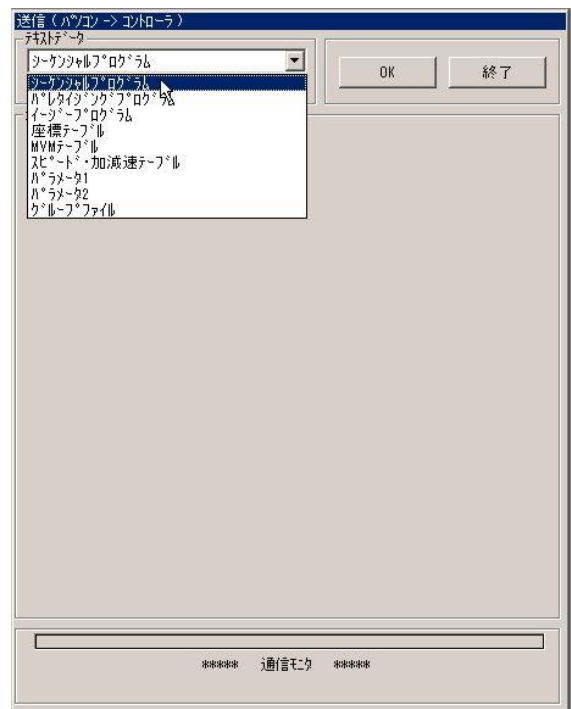 送信（ﾊﾟｿｺﾝ -> ｺﾝﾄﾛｰﾗ）
ﾃｷｽﾄﾃﾞｰﾀ
ｼｰｹﾝｼｬﾙﾌﾟﾛｸﾞﾗﾑ
OK 終了
ｼｰｹﾝｼｬﾙﾌﾟﾛｸﾞﾗﾑ
ﾊﾟﾚﾀｲｼﾞﾝｸﾞﾌﾟﾛｸﾞﾗﾑ
ｲｰｼﾞｰﾌﾟﾛｸﾞﾗﾑ
座標ﾃｰﾌﾞﾙ
MVMﾃｰﾌﾞﾙ
ｽﾋﾟｰﾄﾞ・加減速ﾃｰﾌﾞﾙ
ﾊﾟﾗﾒｰﾀ1
ﾊﾟﾗﾒｰﾀ2
ｸﾞﾙｰﾌﾟﾌｧｲﾙ
***** 通信ﾓﾆﾀ *****